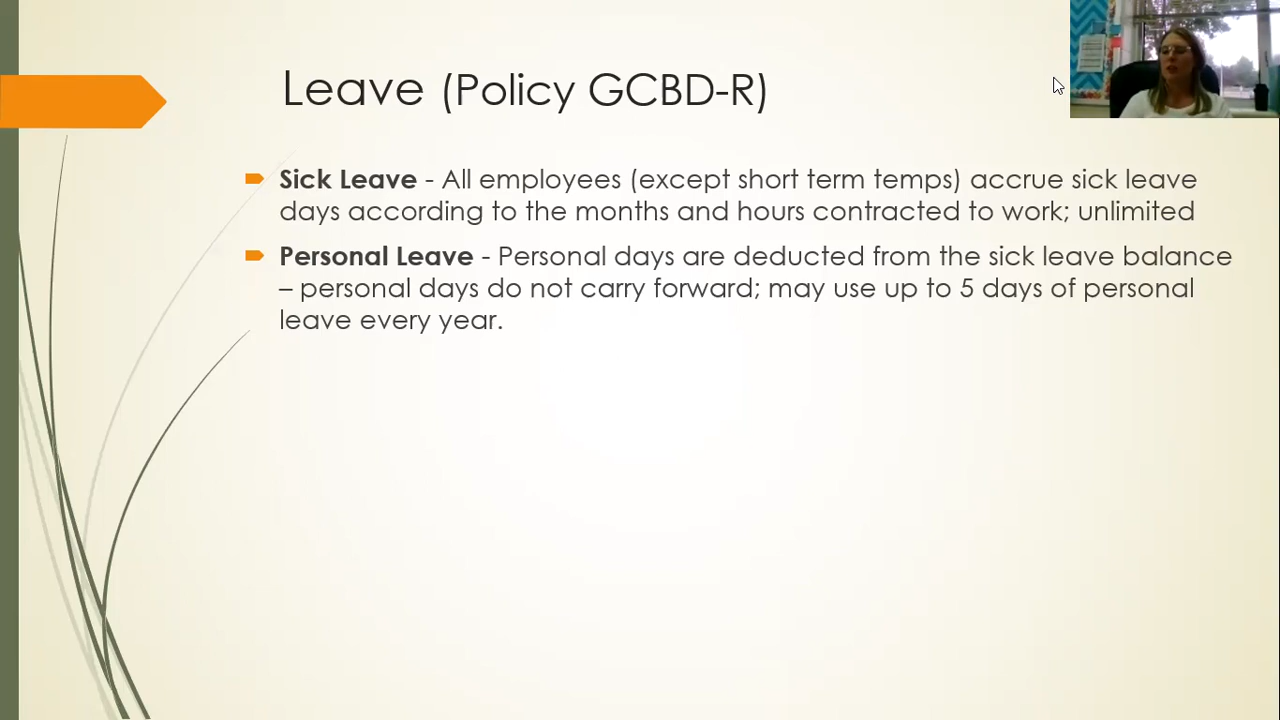 Leave (Policy GCBD-R)
Sick Leave - All employees (except short term temps) accrue sick leave
days according to the months and hours contracted to work; unlimited
Personal Leave - Personal days are deducted from the sick leave balance
– personal days do not carry forward; may use up to 5 days of personal
leave every year.